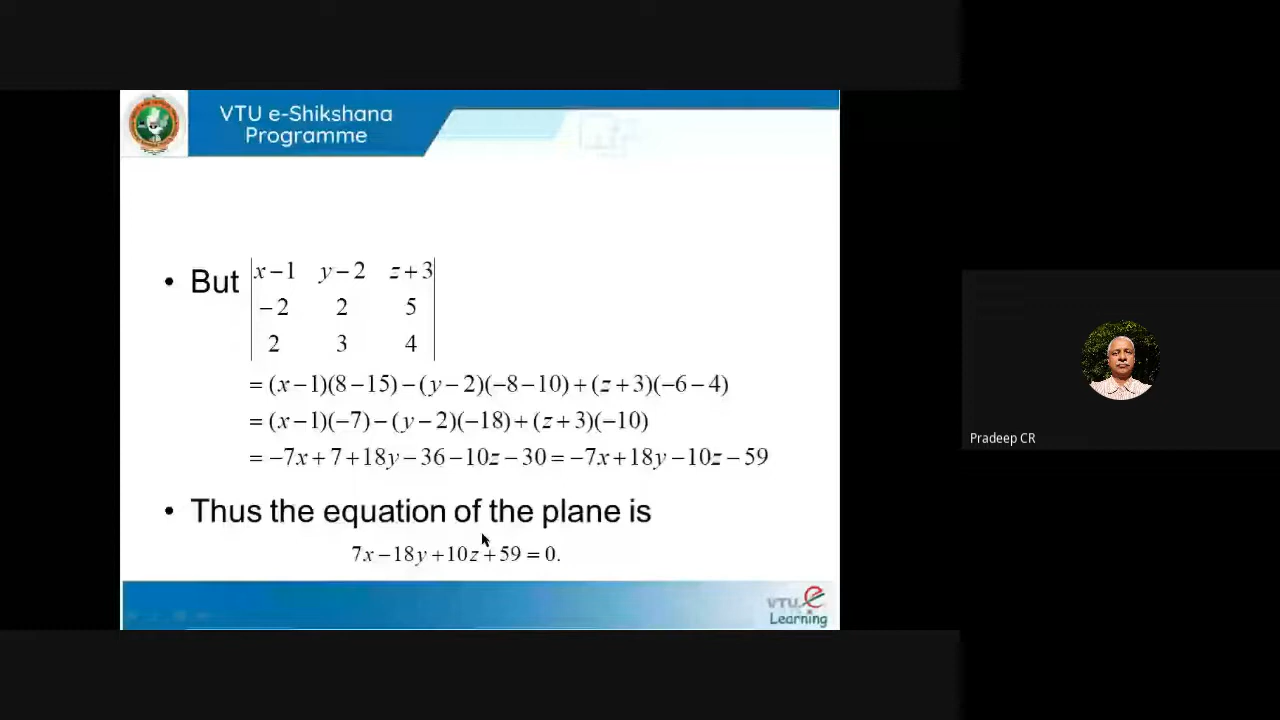 VTU e-Shikshana
Programme
• But | x−1 y−2 z+3 |
| −2 2 5 |
| 2 3 4 |
= (x−1)(8−15)−(y−2)(−8−10)+(z+3)(−6−4)
= (x−1)(−7)−(y−2)(−18)+(z+3)(−10)
= −7x+7+18y−36−10z−30 = −7x+18y−10z−59
• Thus the equation of the plane is
7x−18y+10z+59 = 0.
VTU e
Learning
Pradeep CR